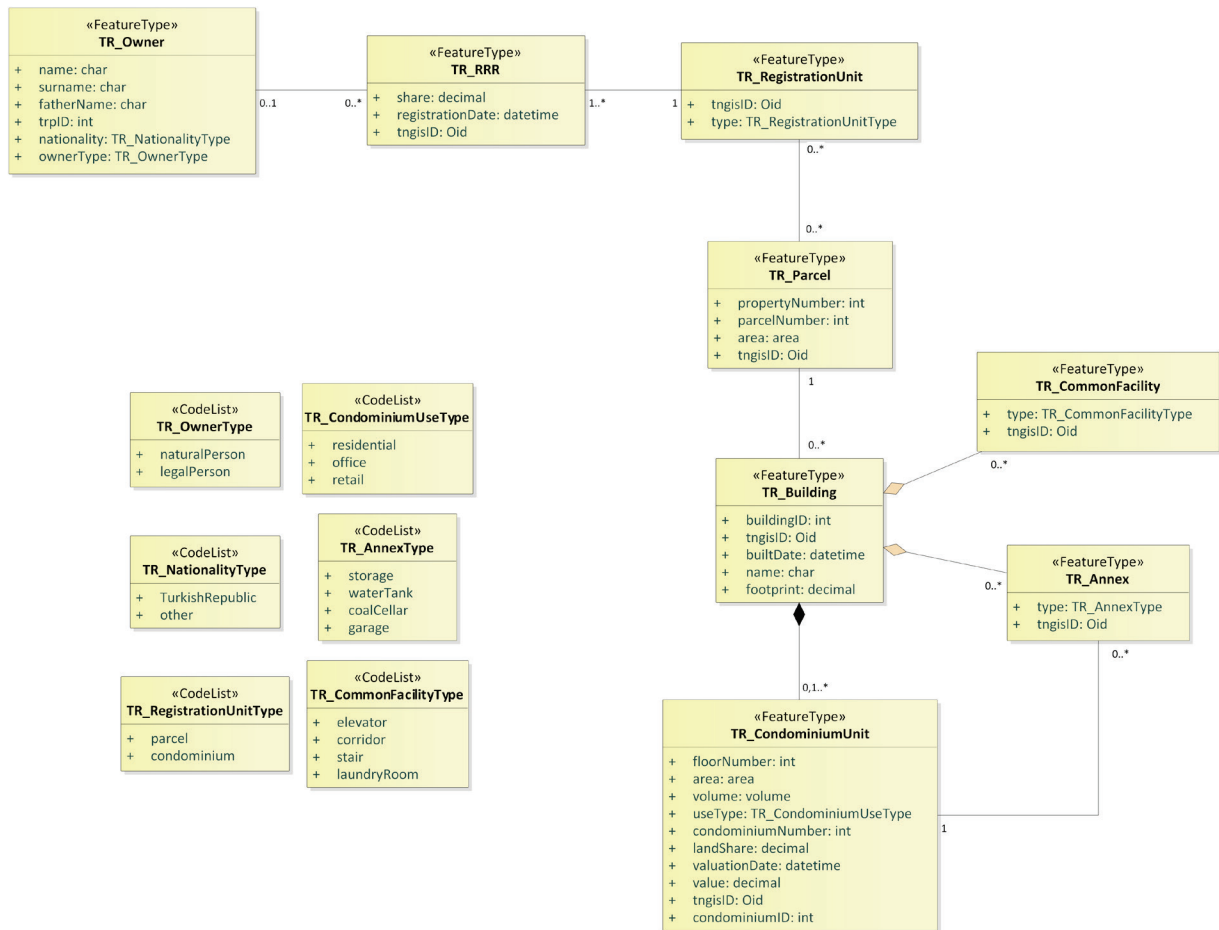 «FeatureType»
TR_Owner
+ name: char
+ surname: char
+ fatherName: char
+ trpID: int
+ nationality: TR_NationalityType
+ ownerType: TR_OwnerType
0..1
0..*
«FeatureType»
TR_RRR
+ share: decimal
+ registrationDate: datetime
+ tngisID: Oid
1..*
1
«FeatureType»
TR_RegistrationUnit
+ tngisID: Oid
+ type: TR_RegistrationUnitType
0..*
0..*
«FeatureType»
TR_Parcel
+ propertyNumber: int
+ parcelNumber: int
+ area: area
+ tngisID: Oid
1
0..*
«FeatureType»
TR_CommonFacility
+ type: TR_CommonFacilityType
+ tngisID: Oid
0..*
«FeatureType»
TR_Building
+ buildingID: int
+ tngisID: Oid
+ builtDate: datetime
+ name: char
+ footprint: decimal
0..*
«FeatureType»
TR_Annex
+ type: TR_AnnexType
+ tngisID: Oid
0..*
0,1..*
«FeatureType»
TR_CondominiumUnit
+ floorNumber: int
+ area: area
+ volume: volume
+ useType: TR_CondominiumUseType
+ condominiumNumber: int
+ landShare: decimal
+ valuationDate: datetime
+ value: decimal
+ tngisID: Oid
+ condominiumID: int
1
«CodeList»
TR_OwnerType
+ naturalPerson
+ legalPerson
«CodeList»
TR_CondominiumUseType
+ residential
+ office
+ retail
«CodeList»
TR_NationalityType
+ TurkishRepublic
+ other
«CodeList»
TR_AnnexType
+ storage
+ waterTank
+ coalCellar
+ garage
«CodeList»
TR_RegistrationUnitType
+ parcel
+ condominium
«CodeList»
TR_CommonFacilityType
+ elevator
+ corridor
+ stair
+ laundryRoom